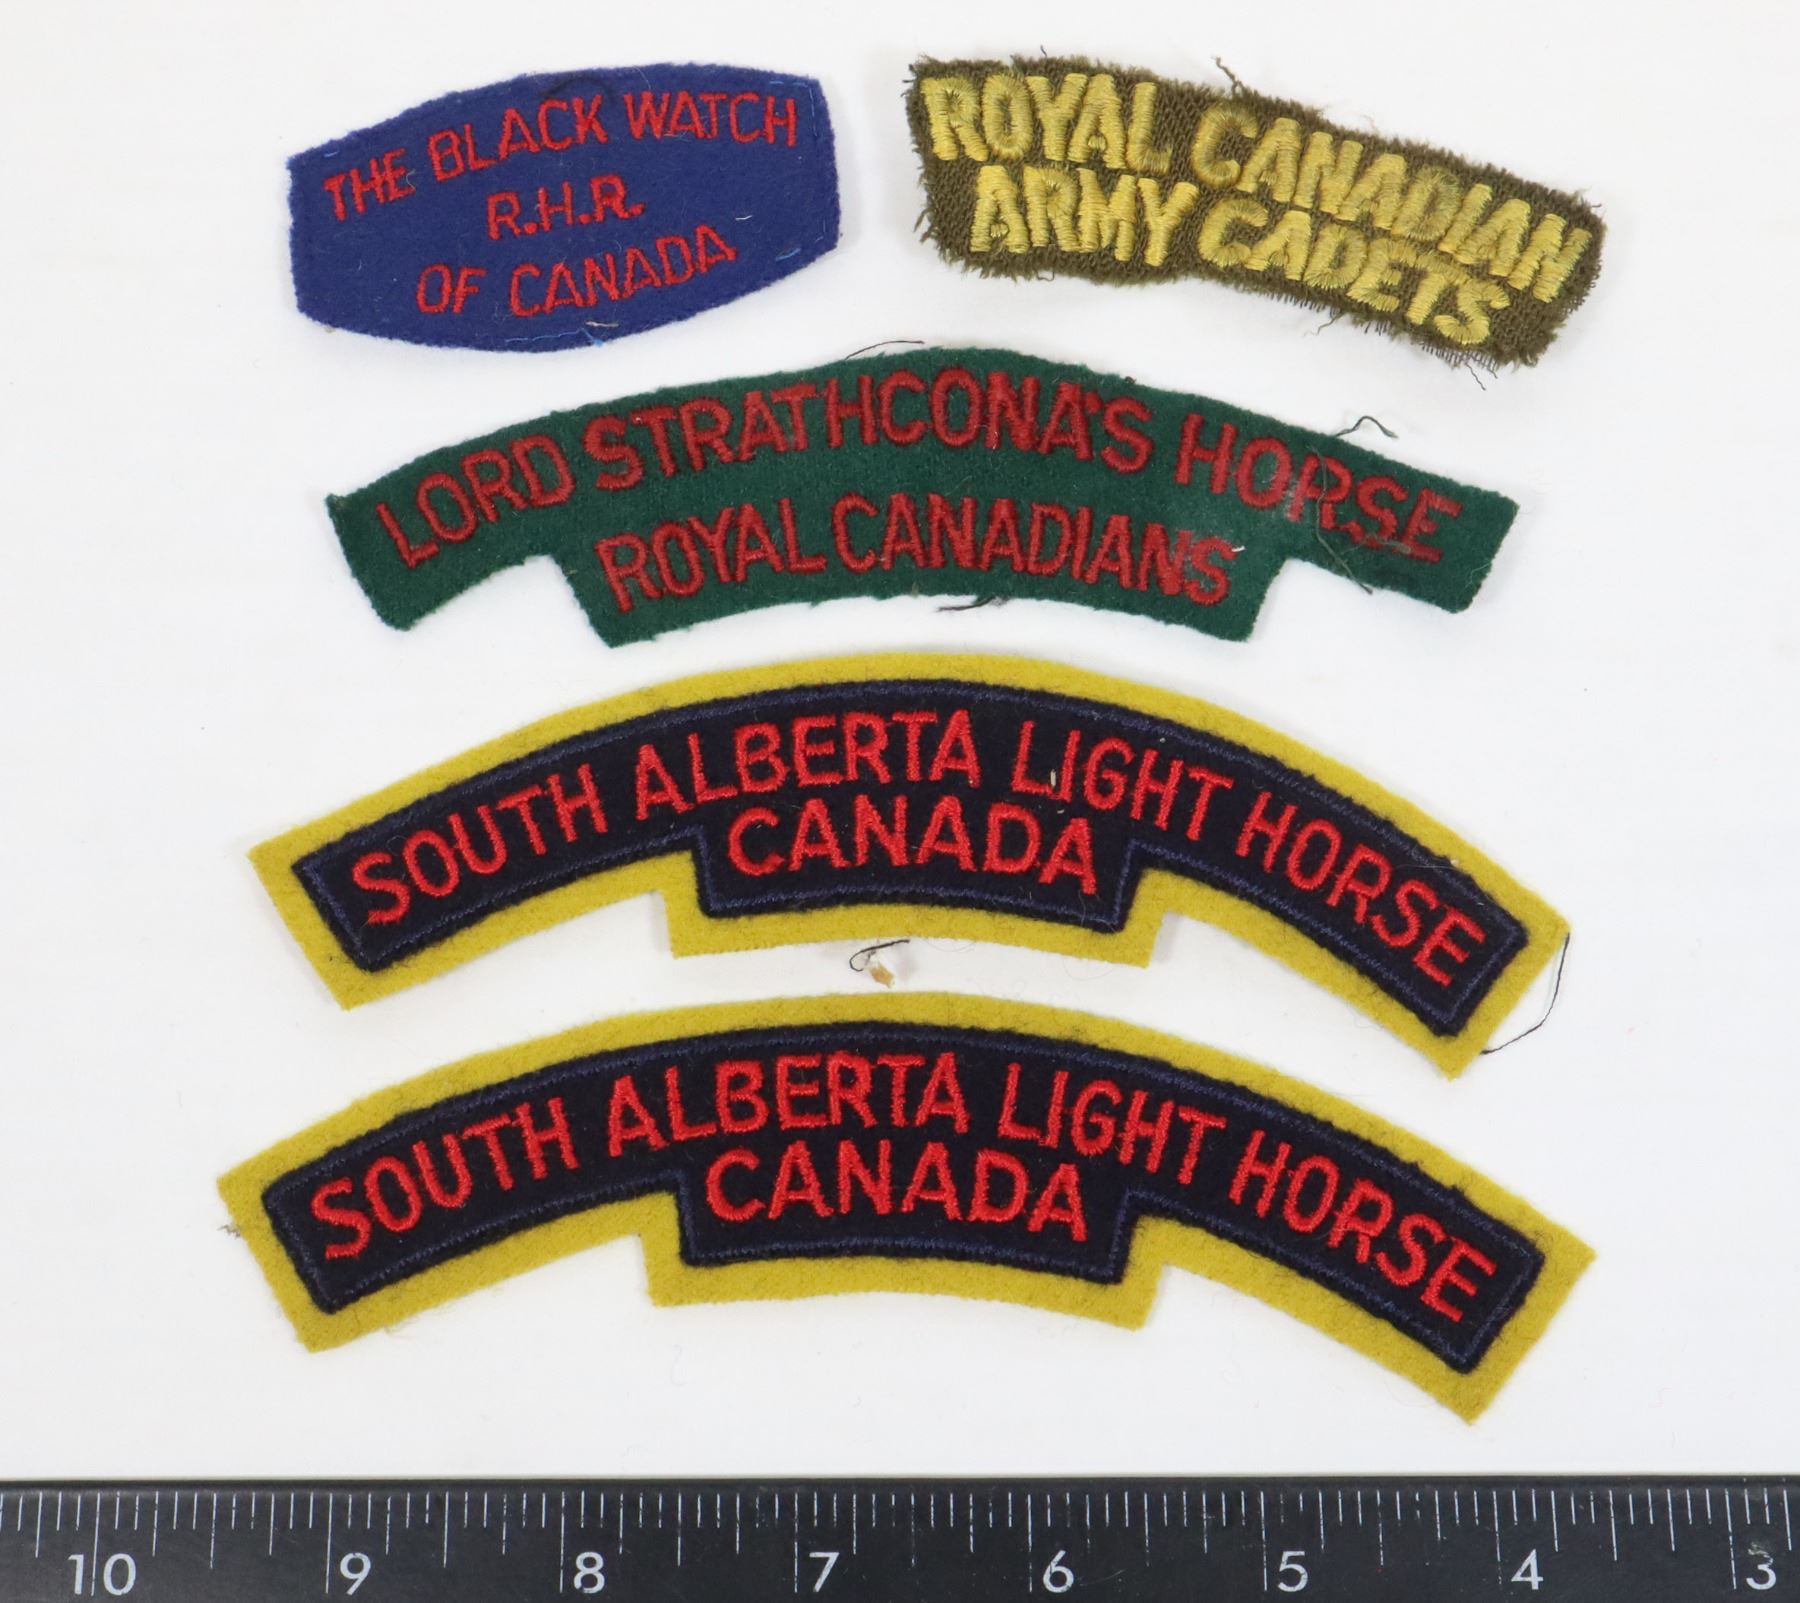 THE BLACK WATCH
R.H.R.
OF CANADA
ROYAL CANADIAN
ARMY CADETS
LORD STRATHCONA'S HORSE
ROYAL CANADIANS
SOUTH ALBERTA LIGHT HORSE
CANADA
SOUTH ALBERTA LIGHT HORSE
CANADA
10 9 8 7 6 5 4 3